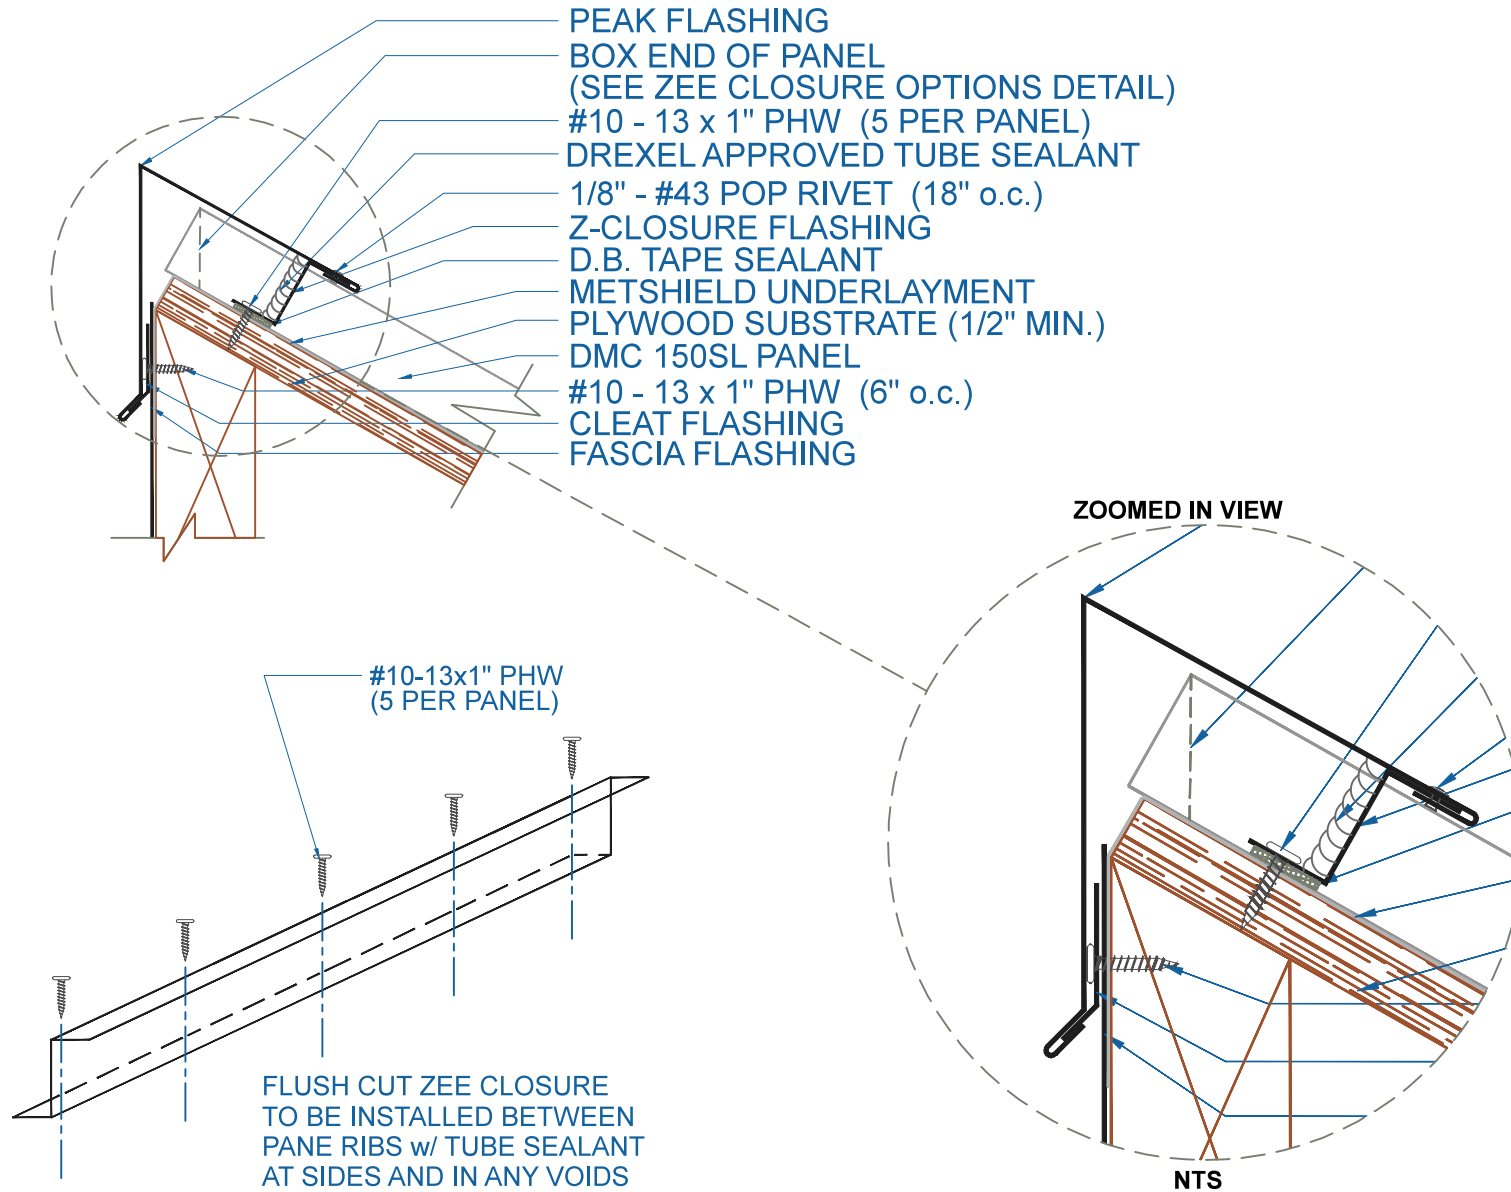 PEAK FLASHING
BOX END OF PANEL
(SEE ZEE CLOSURE OPTIONS DETAIL)
#10 - 13 x 1" PHW (5 PER PANEL)
DREXEL APPROVED TUBE SEALANT
1/8" - #43 POP RIVET (18" o.c.)
Z-CLOSURE FLASHING
D.B. TAPE SEALANT
METSHIELD UNDERLAYMENT
PLYWOOD SUBSTRATE (1/2" MIN.)
DMC 150SL PANEL
#10 - 13 x 1" PHW (6" o.c.)
CLEAT FLASHING
FASCIA FLASHING
ZOOMED IN VIEW
#10-13x1" PHW
(5 PER PANEL)
FLUSH CUT ZEE CLOSURE
TO BE INSTALLED BETWEEN
PANE RIBS w/ TUBE SEALANT
AT SIDES AND IN ANY VOIDS
NTS